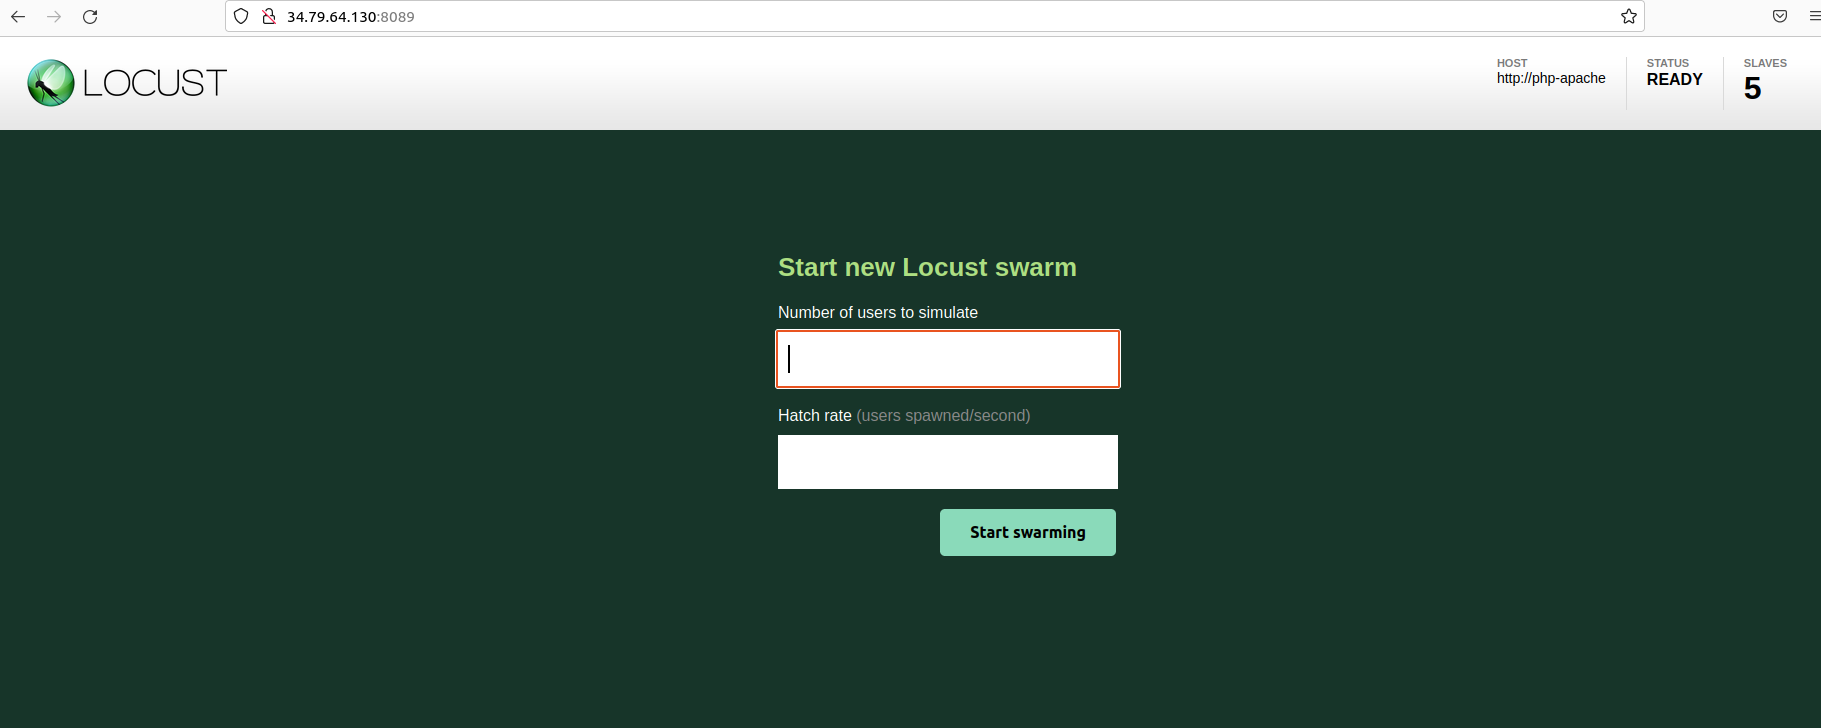 34.79.64.130:8089
LOCUST
HOST
http://php-apache
STATUS
READY
SLAVES
5
Start new Locust swarm
Number of users to simulate
Hatch rate (users spawned/second)
Start swarming